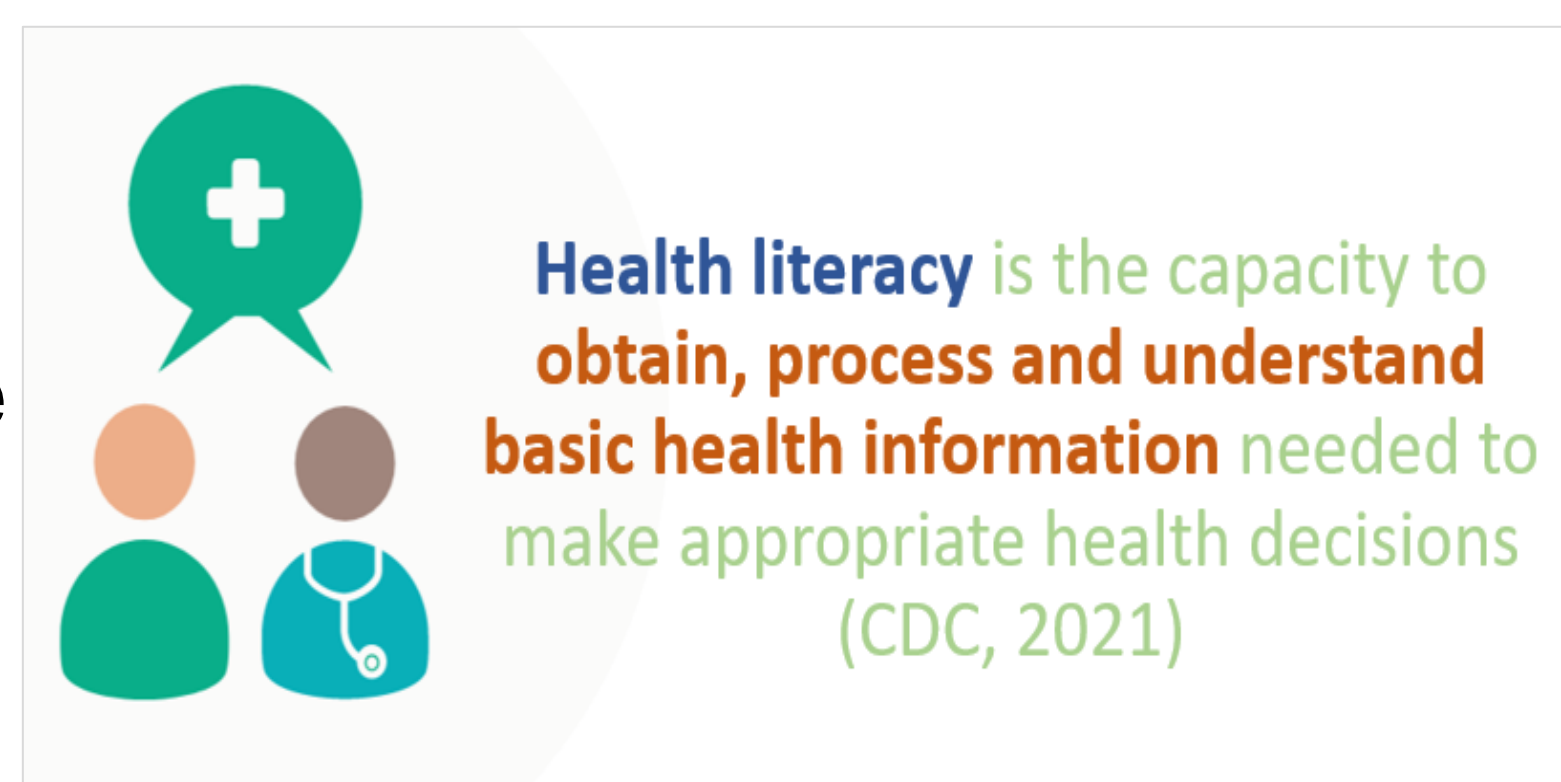 Health literacy is the capacity to
obtain, process and understand
basic health information needed to
make appropriate health decisions
(CDC, 2021)